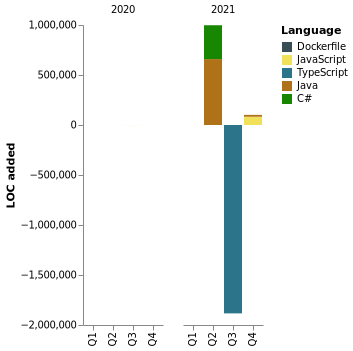 2020 2021
Language
Dockerfile
JavaScript
TypeScript
Java
C#
LOC added
1,000,000
500,000
0
−500,000
−1,000,000
−1,500,000
−2,000,000
Q1 Q2 Q3 Q4 Q1 Q2 Q3 Q4